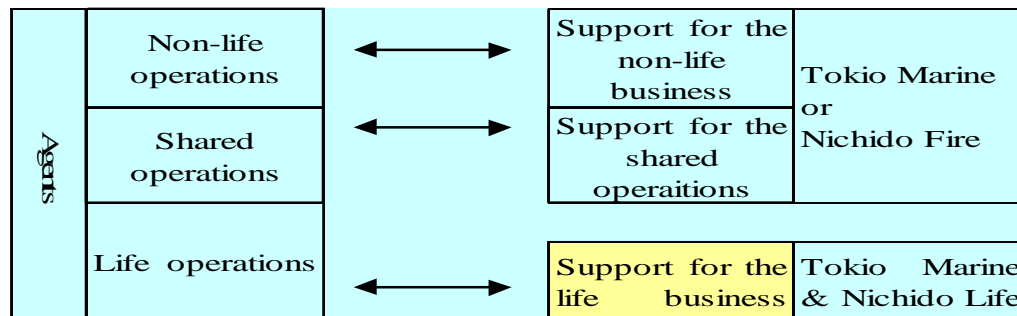 Agents
Non-life
operations
Shared
operations
Life operations
Support for the
non-life
business
Support for the
shared
operaitions
Tokio Marine
or
Nichido Fire
Support for the
life business
Tokio Marine
& Nichido Life